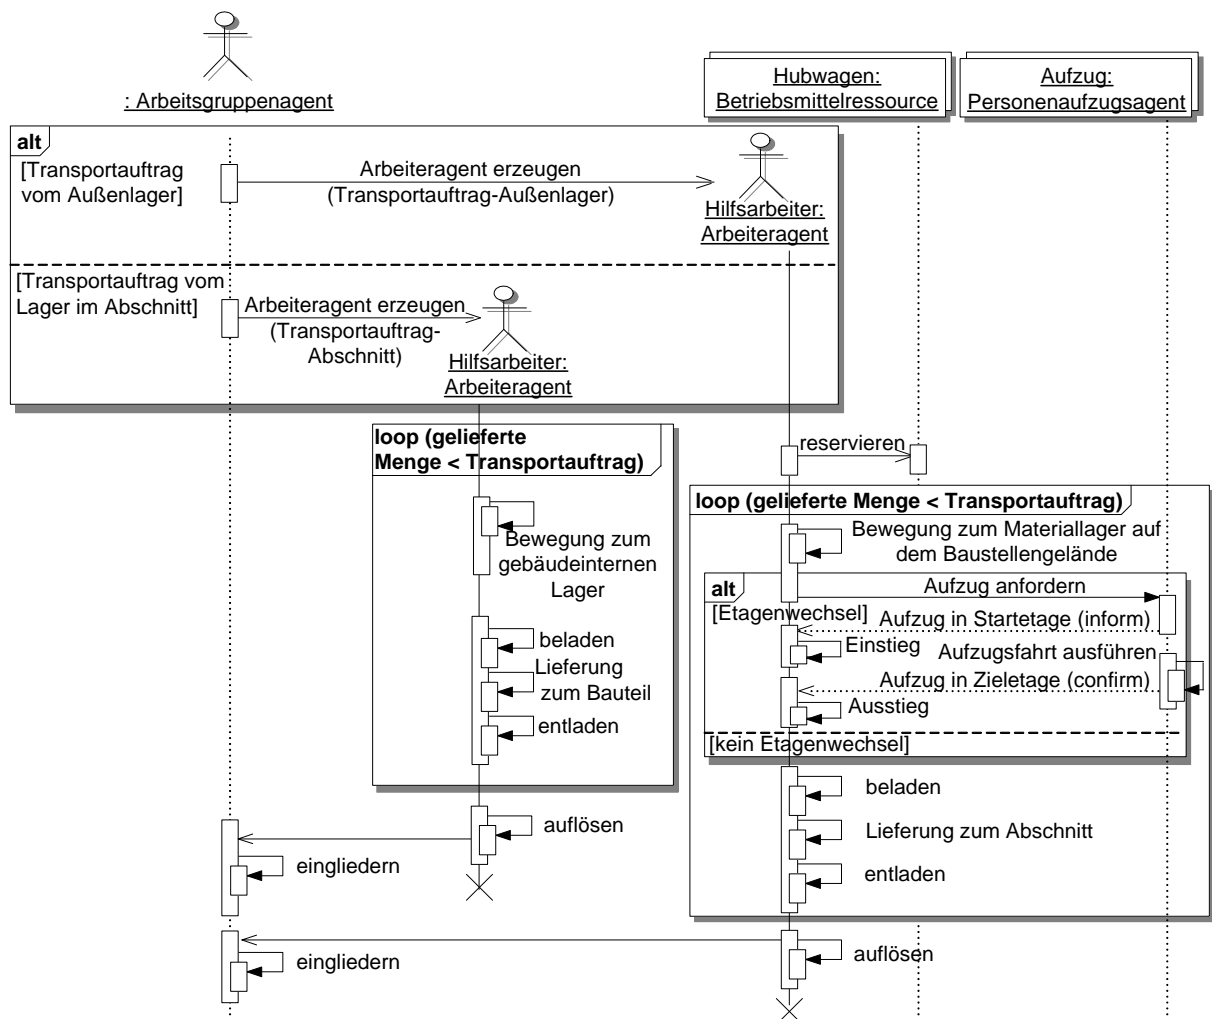 : Arbeitsgruppenagent
Hubwagen:
Betriebsmittelressource
Aufzug:
Personenaufzugsagent
alt
[Transportauftrag
vom Außenlager]
Arbeiteragent erzeugen
(Transportauftrag-Außenlager)
Hilfsarbeiter:
Arbeiteragent
[Transportauftrag vom
Lager im Abschnitt]
Arbeiteragent erzeugen
(Transportauftrag-
Abschnitt)
Hilfsarbeiter:
Arbeiteragent
loop (gelieferte
Menge < Transportauftrag)
reservieren
loop (gelieferte Menge < Transportauftrag)
Bewegung zum
gebäudeinternen
Lager
Bewegung zum Materiallager auf
dem Baustellengelände
alt
Aufzug anfordern
[Etagenwechsel]
Aufzug in Startetage (inform)
Einstieg
Aufzugsfahrt ausführen
Aufzug in Zieletage (confirm)
Ausstieg
[kein Etagenwechsel]
beladen
Lieferung
zum Bauteil
entladen
beladen
Lieferung zum Abschnitt
entladen
auflösen
eingliedern
auflösen
eingliedern